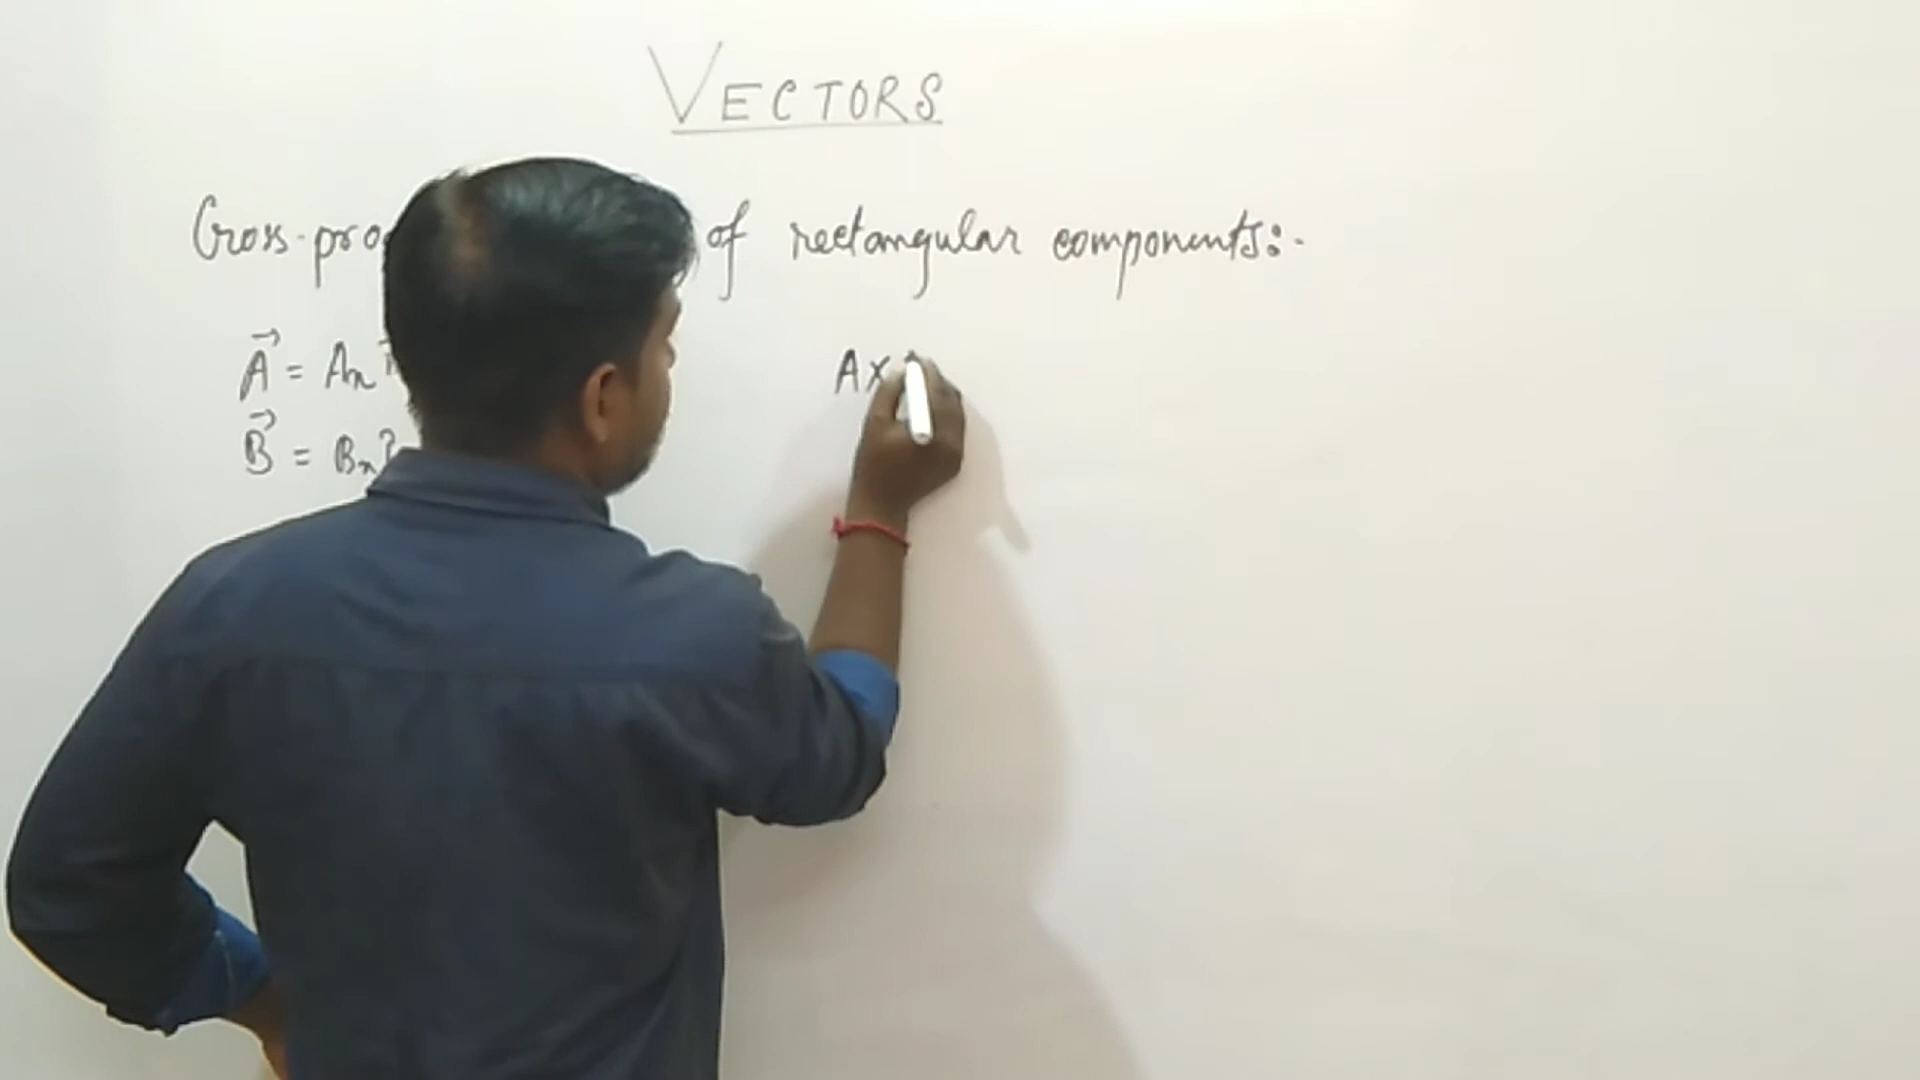 VECTORS
Cross-pro of rectangular components:-
A⃗ = Ax A×
B⃗ = Bx